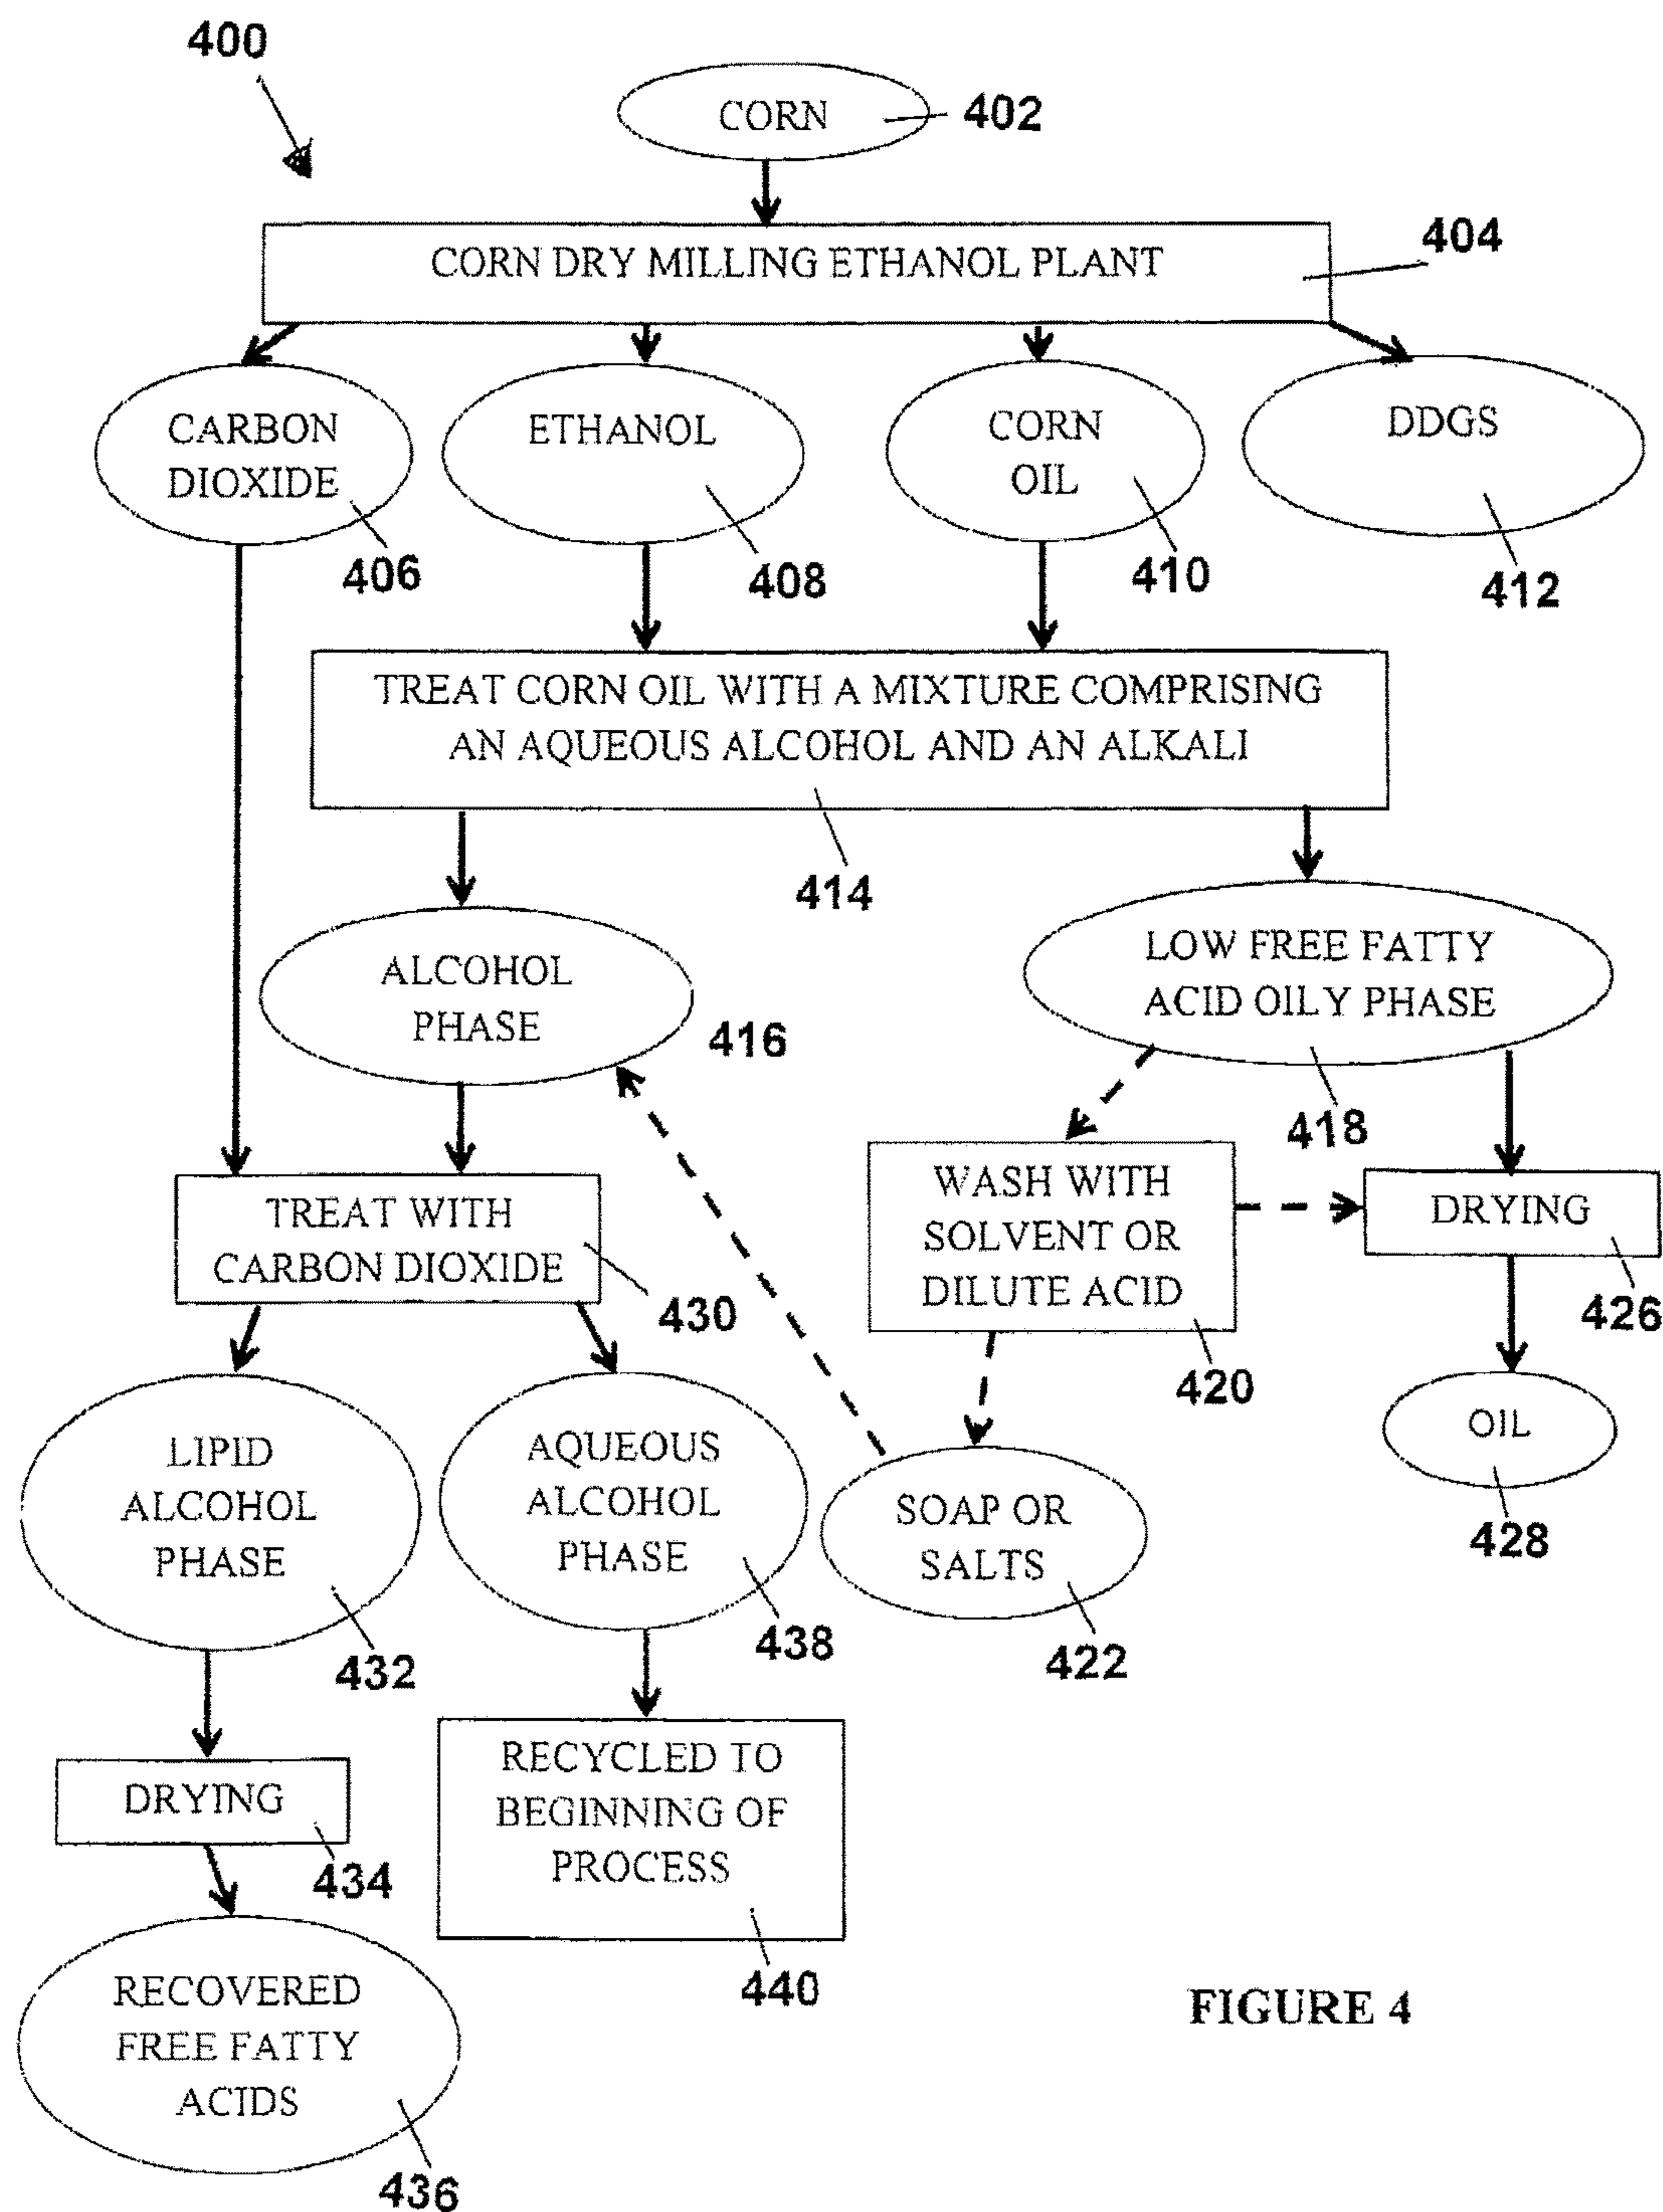 400
CORN
402
CORN DRY MILLING ETHANOL PLANT
404
CARBON
DIOXIDE
406
ETHANOL
408
CORN
OIL
410
DDGS
412
TREAT CORN OIL WITH A MIXTURE COMPRISING
AN AQUEOUS ALCOHOL AND AN ALKALI
414
ALCOHOL
PHASE
416
LOW FREE FATTY
ACID OILY PHASE
418
TREAT WITH
CARBON DIOXIDE
430
WASH WITH
SOLVENT OR
DILUTE ACID
420
DRYING
426
LIPID
ALCOHOL
PHASE
432
AQUEOUS
ALCOHOL
PHASE
438
SOAP OR
SALTS
422
OIL
428
DRYING
434
RECYCLED TO
BEGINNING OF
PROCESS
440
RECOVERED
FREE FATTY
ACIDS
436
FIGURE 4